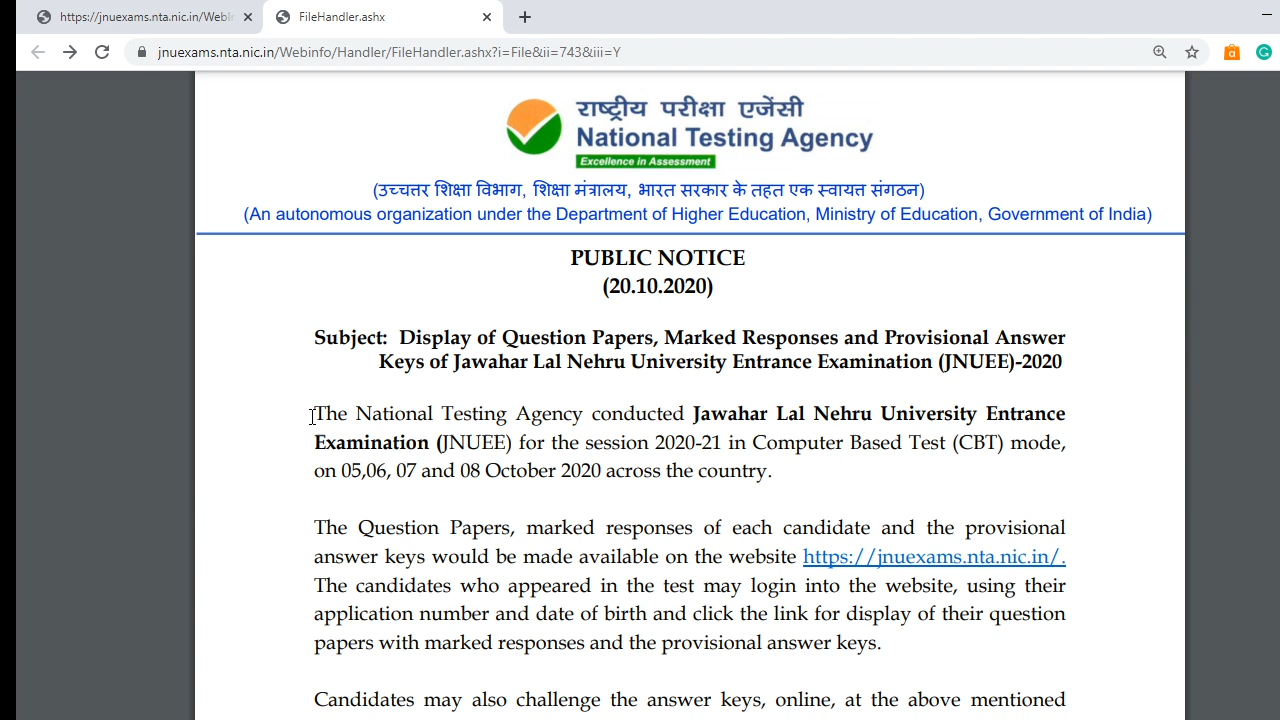 https://jnuexams.nta.nic.in/WebI
FileHandler.ashx
jnuexams.nta.nic.in/Webinfo/Handler/FileHandler.ashx?i=File&ii=743&iii=Y
राष्ट्रीय परीक्षा एजेंसी
National Testing Agency
Excellence in Assessment
(उच्चत्तर शिक्षा विभाग, शिक्षा मंत्रालय, भारत सरकार के तहत एक स्वायत्त संगठन)
(An autonomous organization under the Department of Higher Education, Ministry of Education, Government of India)
PUBLIC NOTICE
(20.10.2020)
Subject: Display of Question Papers, Marked Responses and Provisional Answer
Keys of Jawahar Lal Nehru University Entrance Examination (JNUEE)-2020
The National Testing Agency conducted Jawahar Lal Nehru University Entrance
Examination (JNUEE) for the session 2020-21 in Computer Based Test (CBT) mode,
on 05,06, 07 and 08 October 2020 across the country.
The Question Papers, marked responses of each candidate and the provisional
answer keys would be made available on the website https://jnuexams.nta.nic.in/.
The candidates who appeared in the test may login into the website, using their
application number and date of birth and click the link for display of their question
papers with marked responses and the provisional answer keys.
Candidates may also challenge the answer keys, online, at the above mentioned